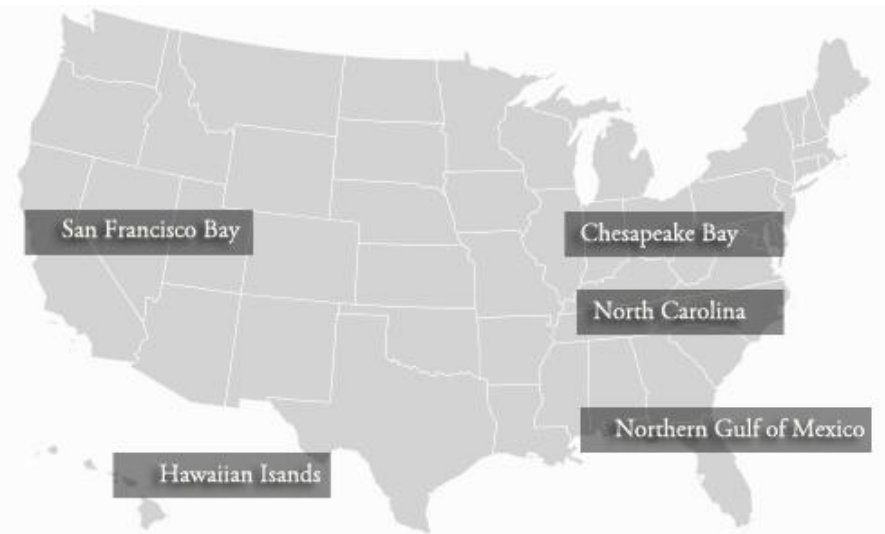 San Francisco Bay
Chesapeake Bay
North Carolina
Northern Gulf of Mexico
Hawaiian Isands